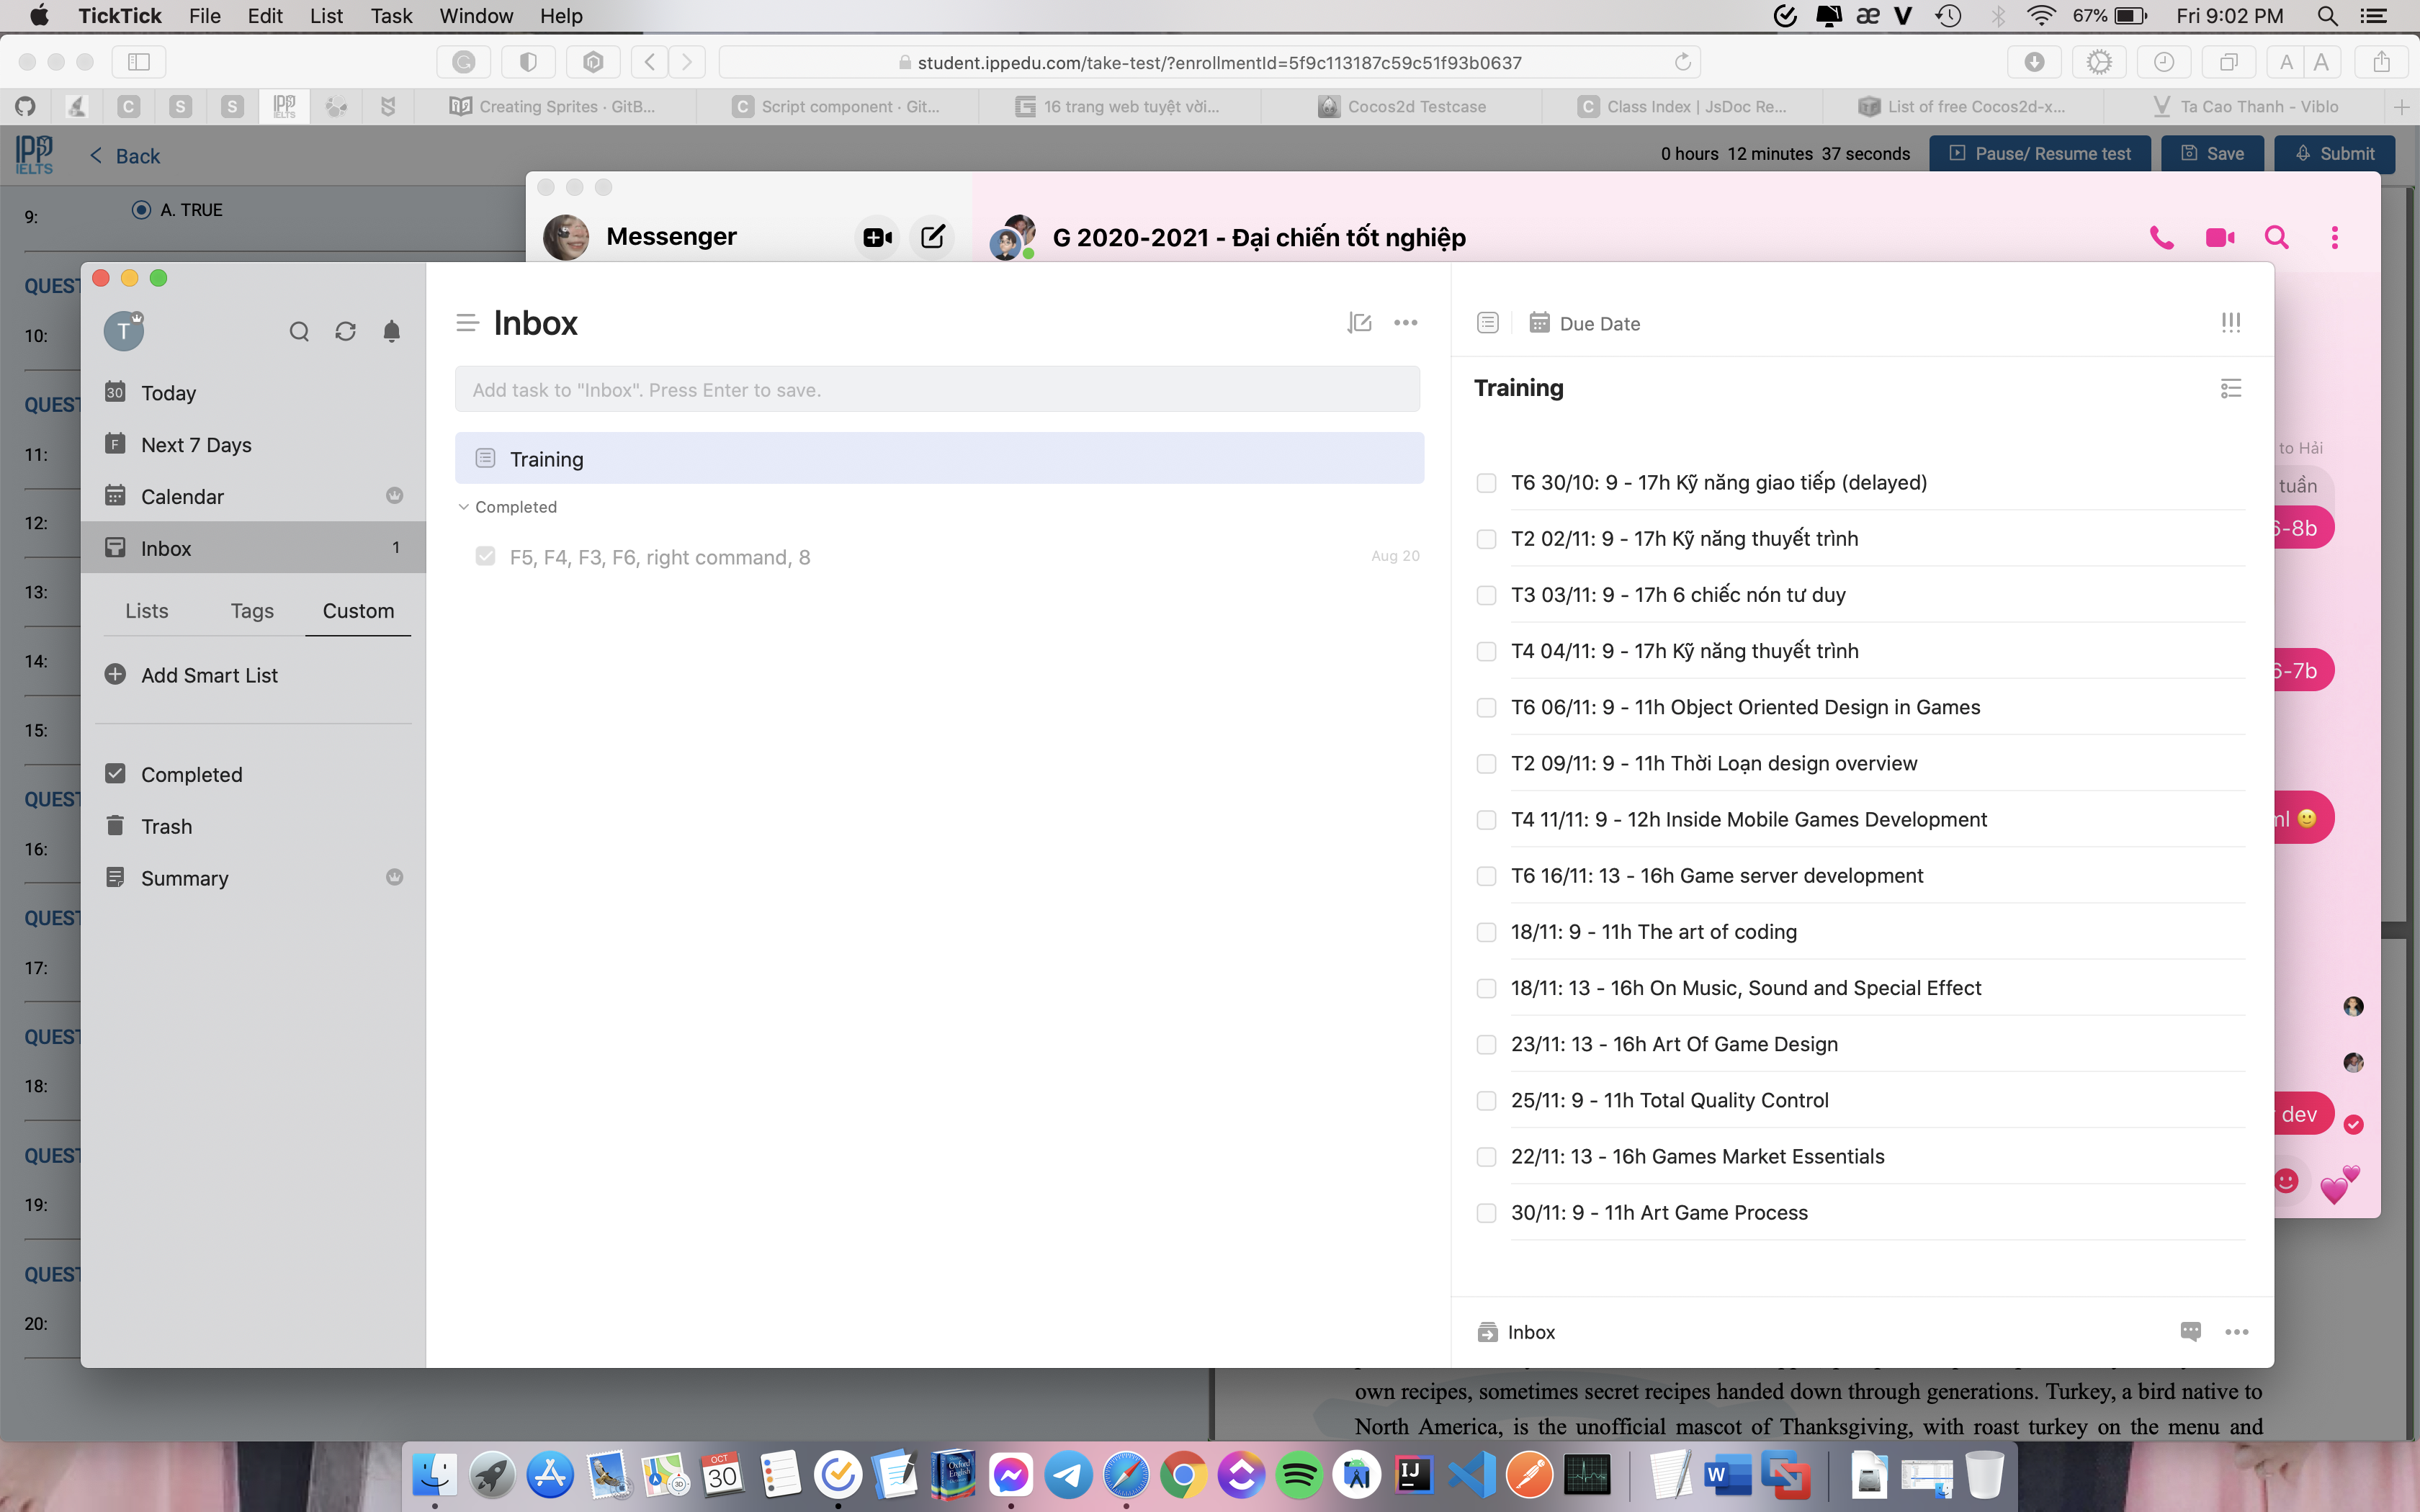 TickTick File Edit List Task Window Help
67% Fri 9:02 PM
student.ippedu.com/take-test/?enrollmentId=5f9c113187c59c51f93b0637
A A
C S S IPP IELTS
Creating Sprites · GitB...
Script component · Git...
16 trang web tuyệt vời...
Cocos2d Testcase
Class Index | JsDoc Re...
List of free Cocos2d-x...
Ta Cao Thanh - Viblo
IPP IELTS
Back
0 hours 12 minutes 37 seconds
Pause/ Resume test
Save
Submit
9:
A. TRUE
QUEST
10:
QUEST
11:
12:
13:
14:
15:
QUEST
16:
QUEST
17:
QUEST
18:
QUEST
19:
QUEST
20:
Messenger
G 2020-2021 - Đại chiến tốt nghiệp
to Hải
tuần
6-8b
6-7b
dev
T
Today
Next 7 Days
Calendar
Inbox 1
Lists Tags Custom
Add Smart List
Completed
Trash
Summary
Inbox
Add task to "Inbox". Press Enter to save.
Training
Completed
F5, F4, F3, F6, right command, 8 Aug 20
Due Date
Training
T6 30/10: 9 - 17h Kỹ năng giao tiếp (delayed)
T2 02/11: 9 - 17h Kỹ năng thuyết trình
T3 03/11: 9 - 17h 6 chiếc nón tư duy
T4 04/11: 9 - 17h Kỹ năng thuyết trình
T6 06/11: 9 - 11h Object Oriented Design in Games
T2 09/11: 9 - 11h Thời Loạn design overview
T4 11/11: 9 - 12h Inside Mobile Games Development
T6 16/11: 13 - 16h Game server development
18/11: 9 - 11h The art of coding
18/11: 13 - 16h On Music, Sound and Special Effect
23/11: 13 - 16h Art Of Game Design
25/11: 9 - 11h Total Quality Control
22/11: 13 - 16h Games Market Essentials
30/11: 9 - 11h Art Game Process
Inbox
own recipes, sometimes secret recipes handed down through generations. Turkey, a bird native to
North America, is the unofficial mascot of Thanksgiving, with roast turkey on the menu and
OCT
30
Oxford
English
IJ
W